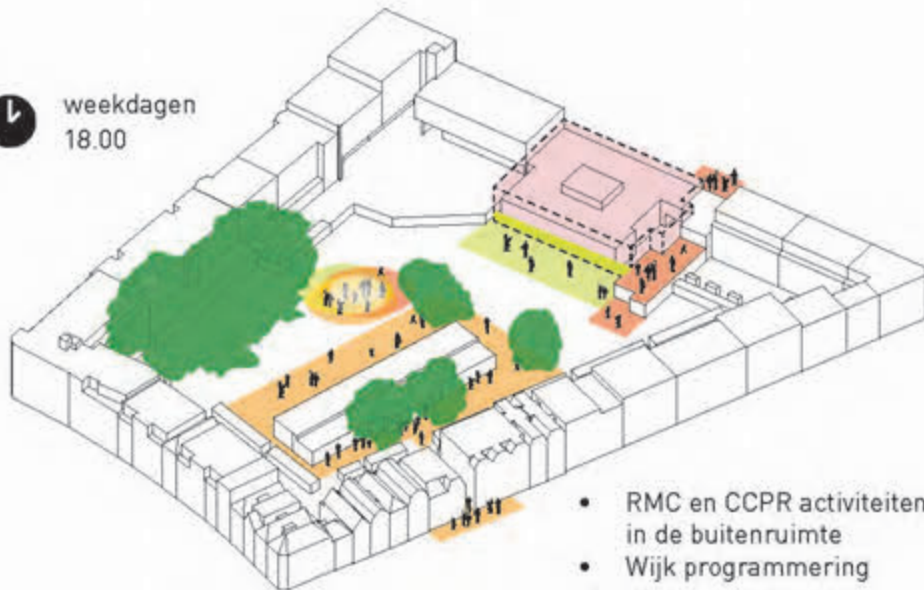 weekdagen
18.00
• RMC en CCPR activiteiten
in de buitenruimte
• Wijk programmering